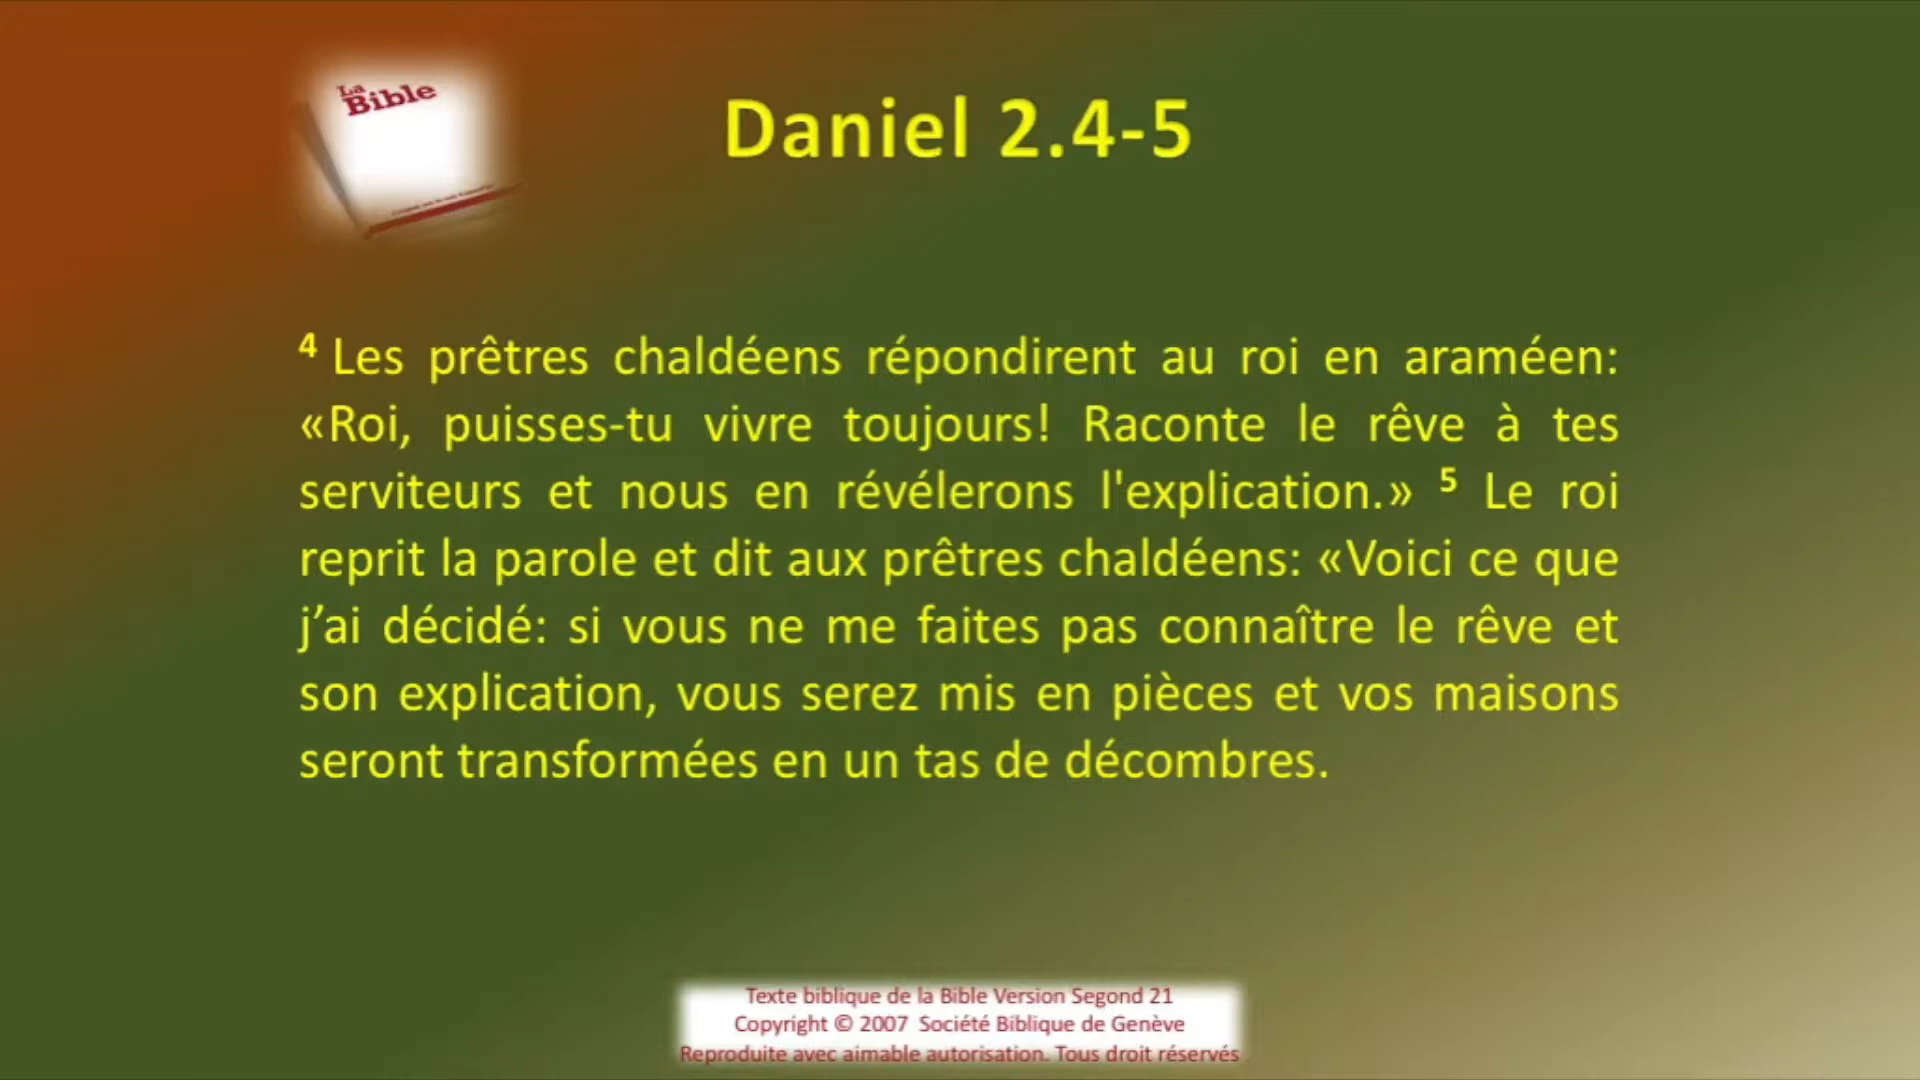 La
Bible
Daniel 2.4-5
⁴ Les prêtres chaldéens répondirent au roi en araméen:
«Roi, puisses-tu vivre toujours! Raconte le rêve à tes
serviteurs et nous en révélerons l'explication.» ⁵ Le roi
reprit la parole et dit aux prêtres chaldéens: «Voici ce que
j’ai décidé: si vous ne me faites pas connaître le rêve et
son explication, vous serez mis en pièces et vos maisons
seront transformées en un tas de décombres.
Texte biblique de la Bible Version Segond 21
Copyright © 2007 Société Biblique de Genève
Reproduite avec aimable autorisation. Tous droit réservés